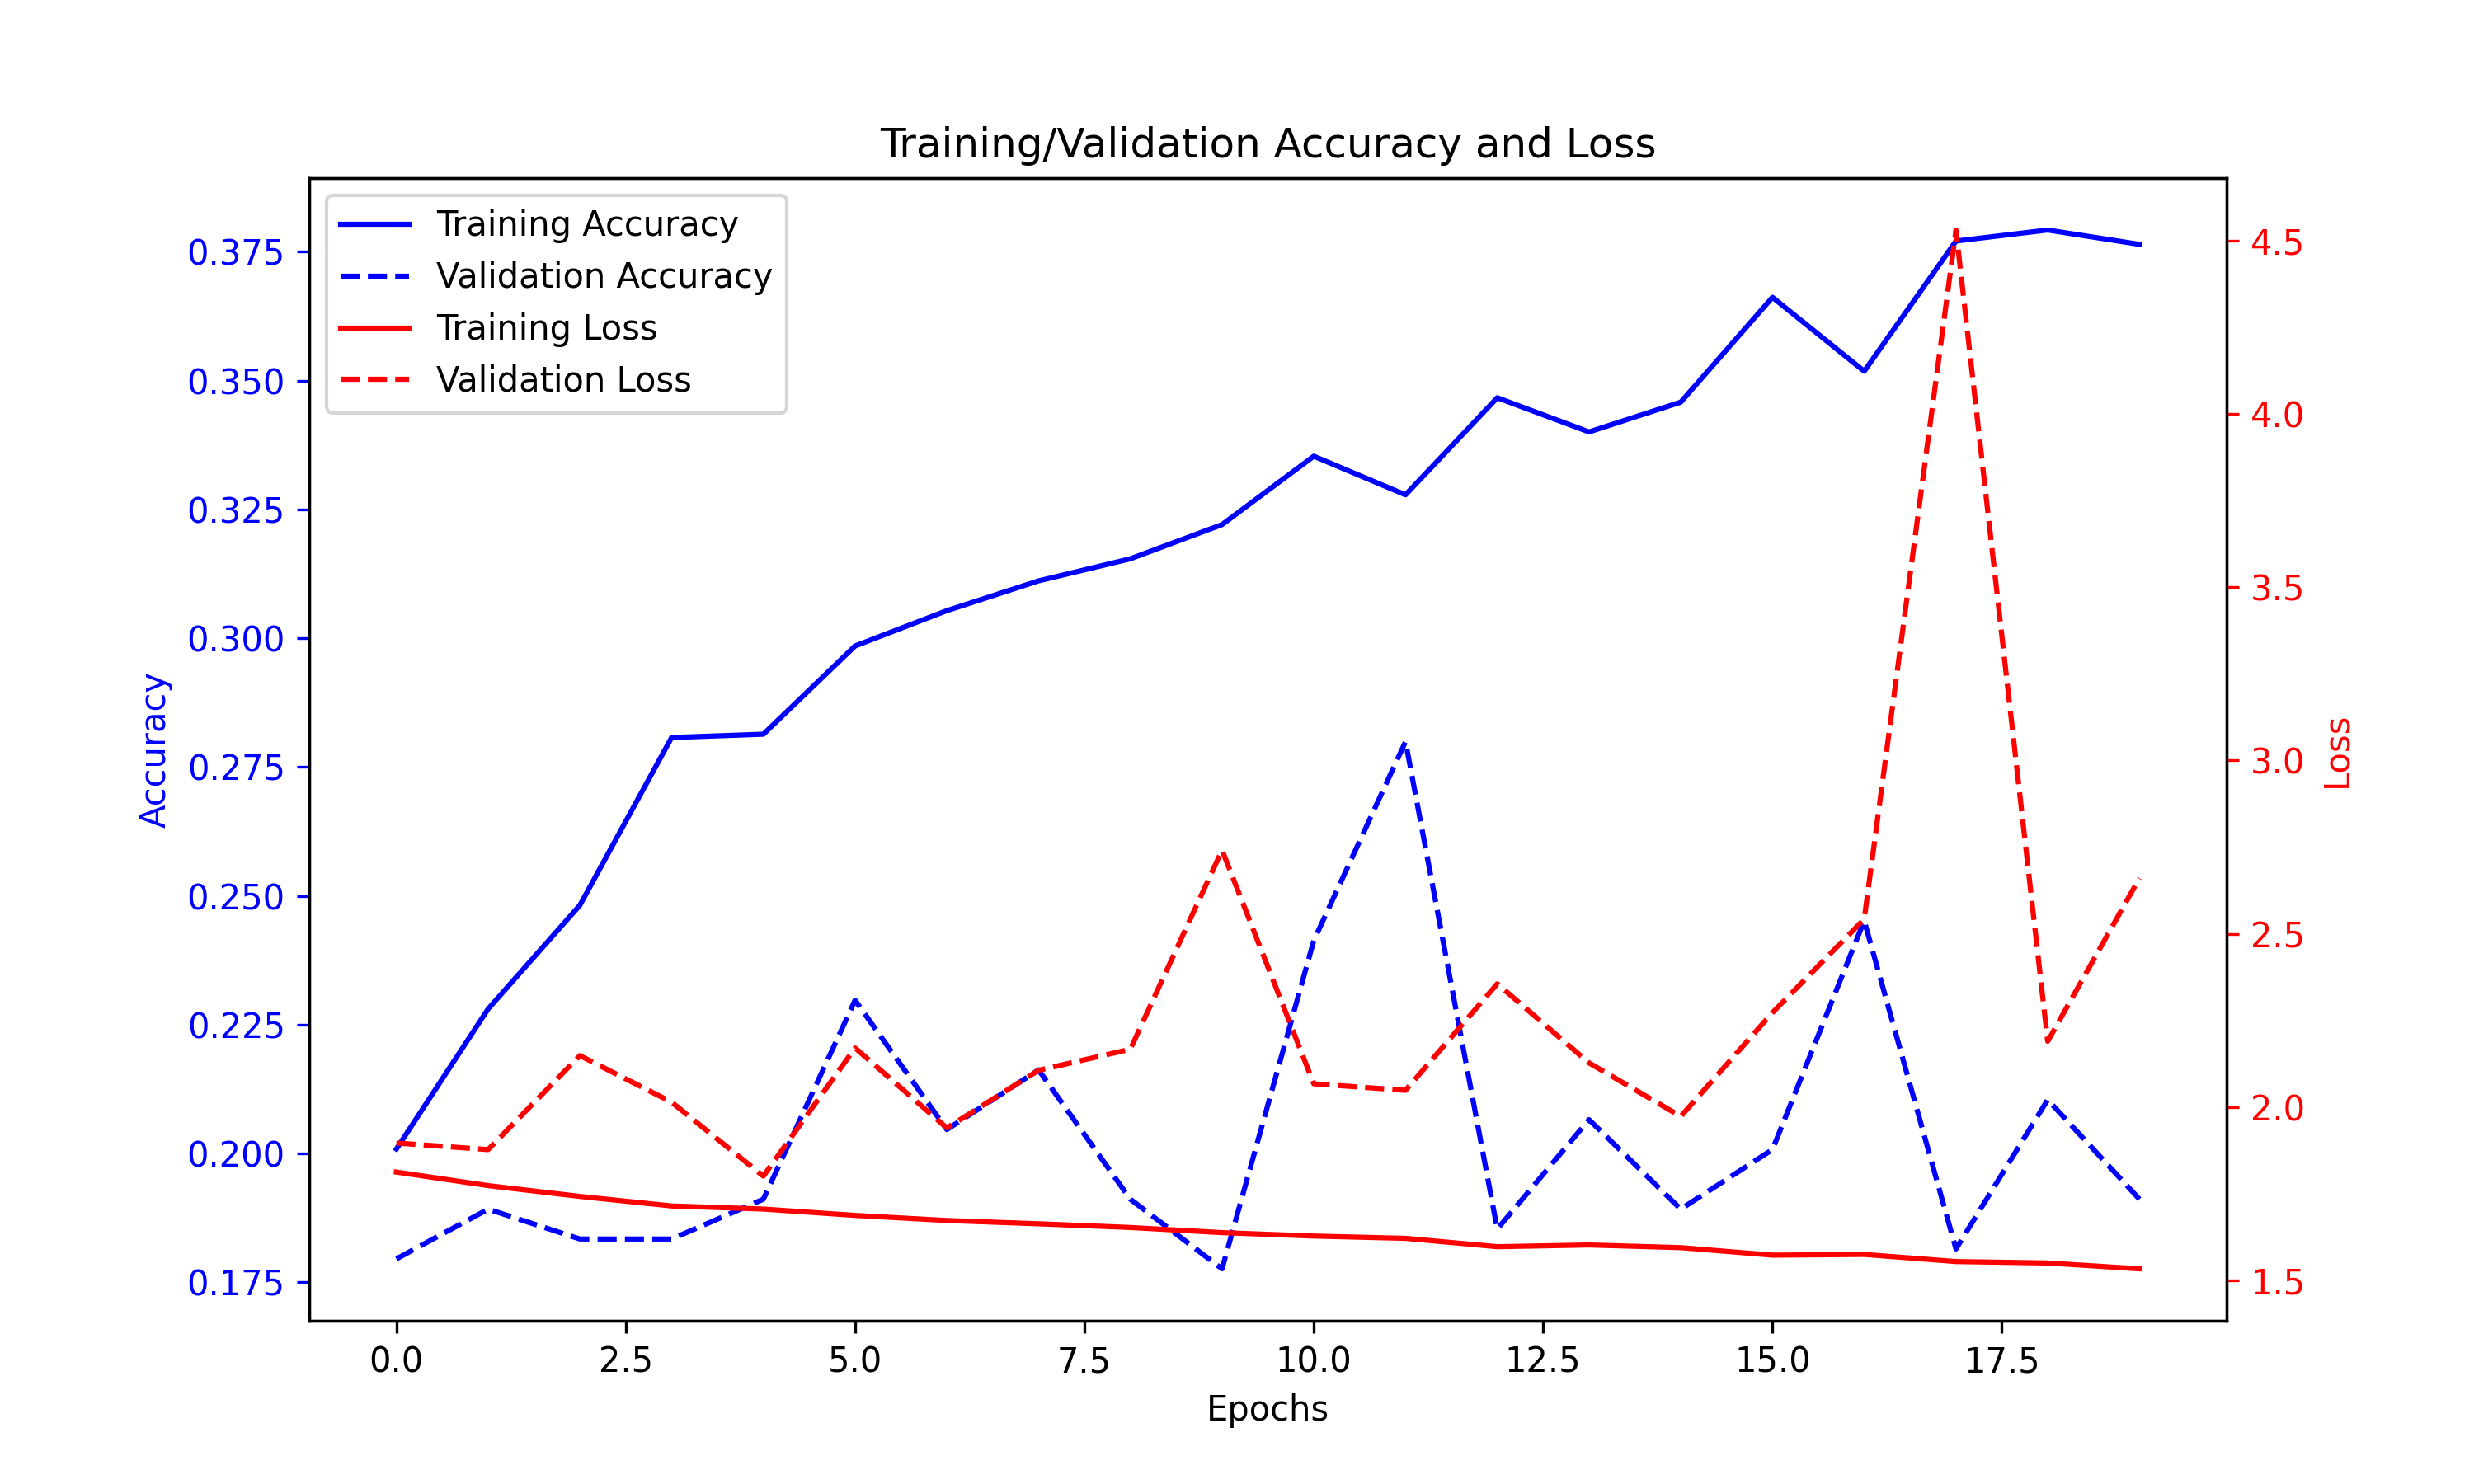 Training/Validation Accuracy and Loss
Training Accuracy
Validation Accuracy
Training Loss
Validation Loss
0.375
0.350
0.325
0.300
0.275
0.250
0.225
0.200
0.175
Accuracy
4.5
4.0
3.5
3.0
2.5
2.0
1.5
Loss
0.0 2.5 5.0 7.5 10.0 12.5 15.0 17.5
Epochs